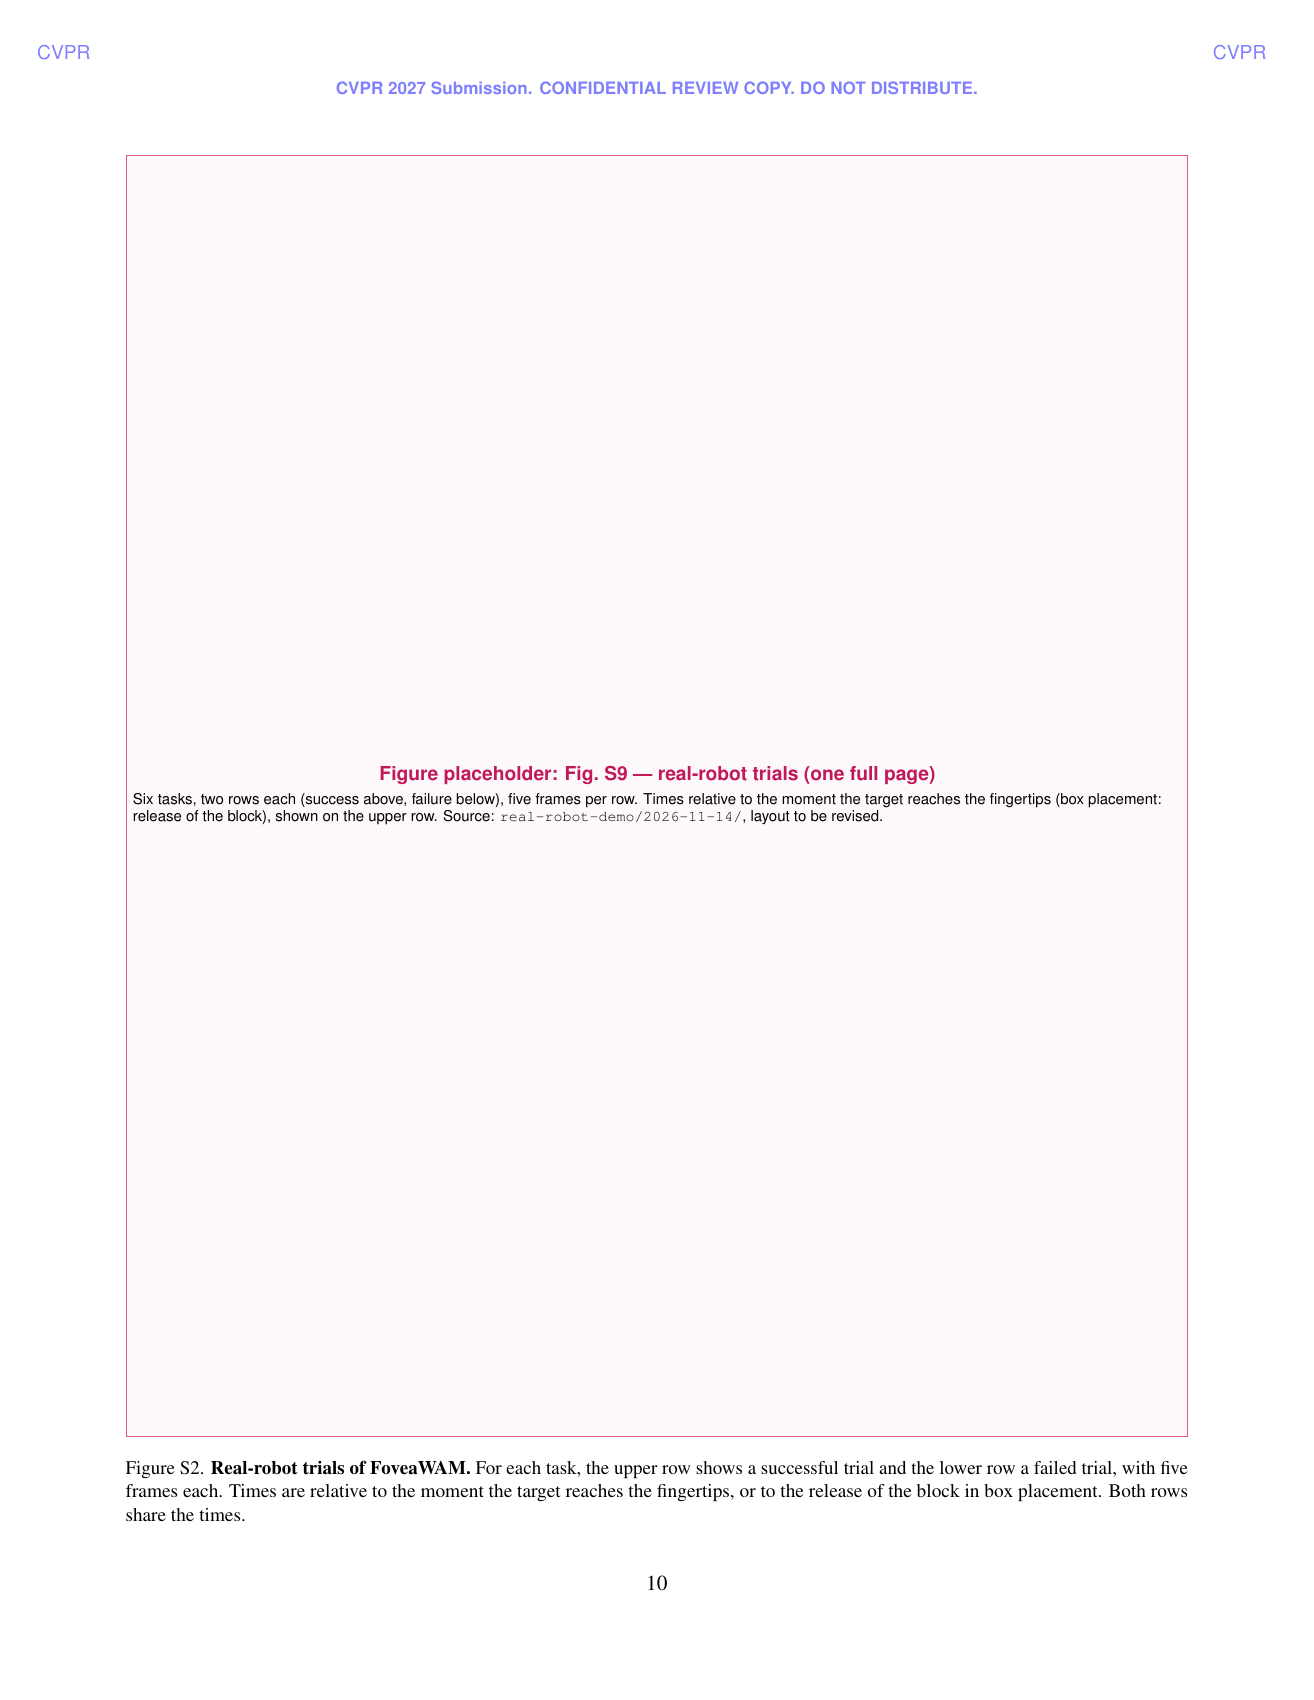 CVPR
CVPR
CVPR 2027 Submission. CONFIDENTIAL REVIEW COPY. DO NOT DISTRIBUTE.
Figure placeholder: Fig. S9 — real-robot trials (one full page)
Six tasks, two rows each (success above, failure below), five frames per row. Times relative to the moment the target reaches the fingertips (box placement:
release of the block), shown on the upper row. Source: real-robot-demo/2026-11-14/, layout to be revised.
Figure S2. Real-robot trials of FoveaWAM. For each task, the upper row shows a successful trial and the lower row a failed trial, with five
frames each. Times are relative to the moment the target reaches the fingertips, or to the release of the block in box placement. Both rows
share the times.
10